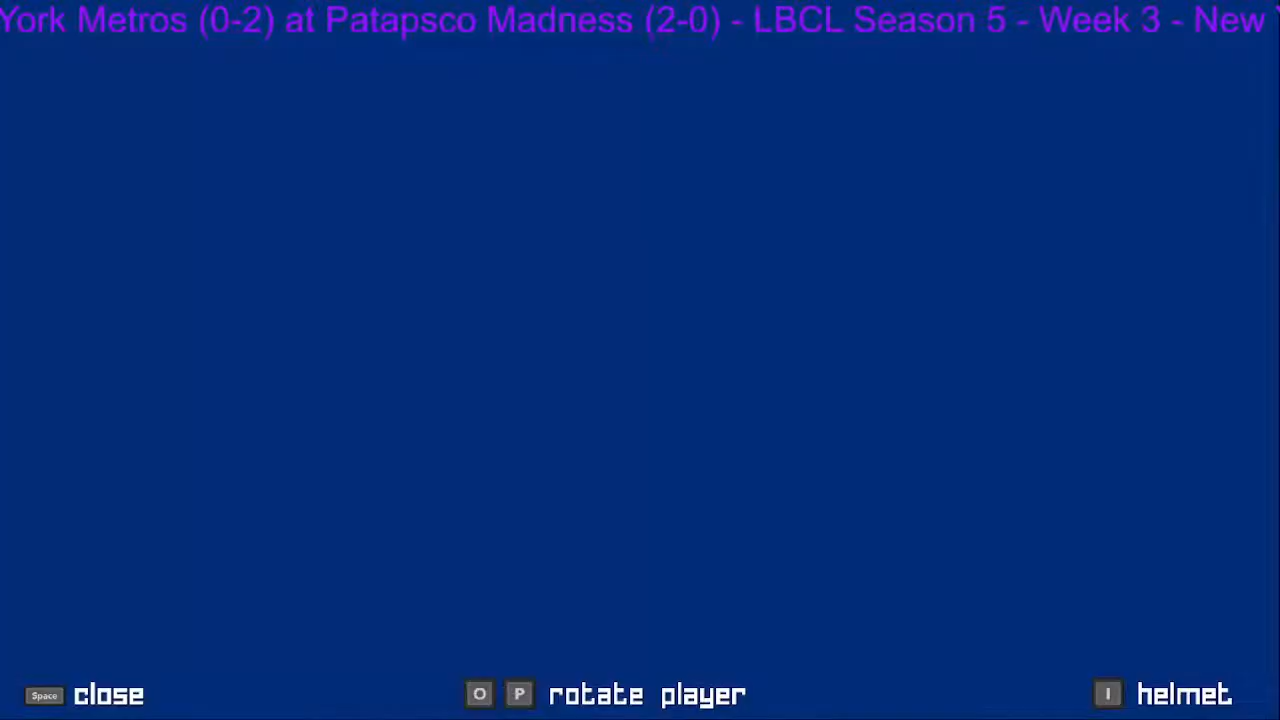 York Metros (0-2) at Patapsco Madness (2-0) - LBCL Season 5 - Week 3 - New
Space close O P rotate player I helmet